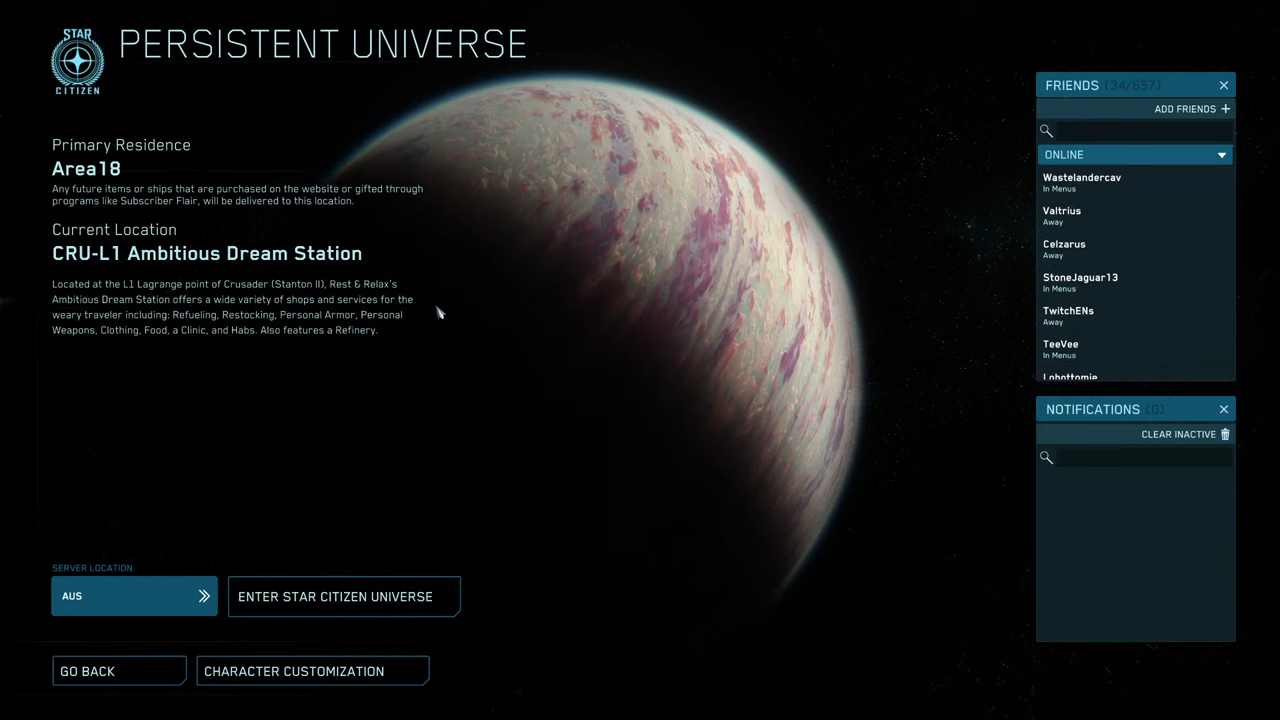 STAR
CITIZEN
PERSISTENT UNIVERSE
Primary Residence
Area18
Any future items or ships that are purchased on the website or gifted through
programs like Subscriber Flair, will be delivered to this location.
Current Location
CRU-L1 Ambitious Dream Station
Located at the L1 Lagrange point of Crusader (Stanton II), Rest & Relax's
Ambitious Dream Station offers a wide variety of shops and services for the
weary traveler including: Refueling, Restocking, Personal Armor, Personal
Weapons, Clothing, Food, a Clinic, and Habs. Also features a Refinery.
SERVER LOCATION
AUS
ENTER STAR CITIZEN UNIVERSE
GO BACK
CHARACTER CUSTOMIZATION
FRIENDS (34/657)
ADD FRIENDS
ONLINE
Wastelandercav
In Menus
Valtrius
Away
Celzarus
Away
StoneJaguar13
In Menus
TwitchENs
Away
TeeVee
In Menus
Lobottomie
NOTIFICATIONS (0)
CLEAR INACTIVE